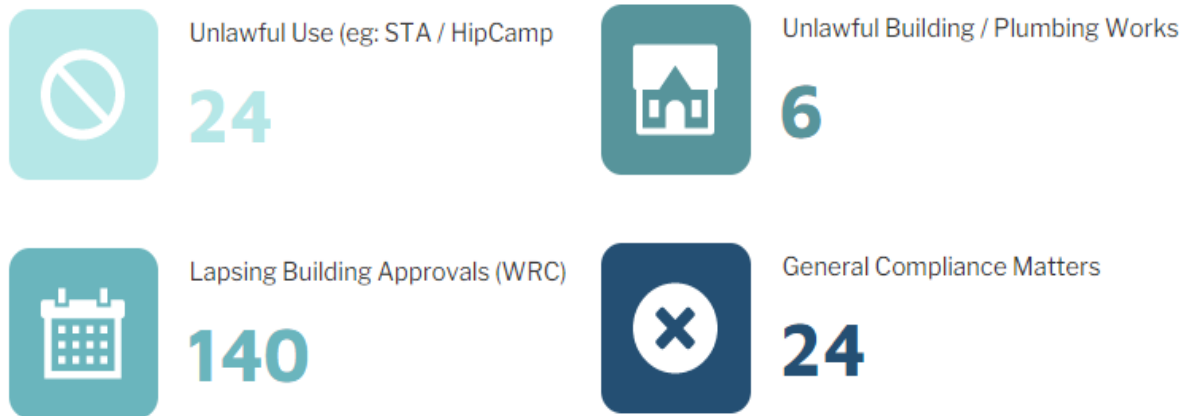 Unlawful Use (eg: STA / HipCamp
24
Unlawful Building / Plumbing Works
6
Lapsing Building Approvals (WRC)
140
General Compliance Matters
24